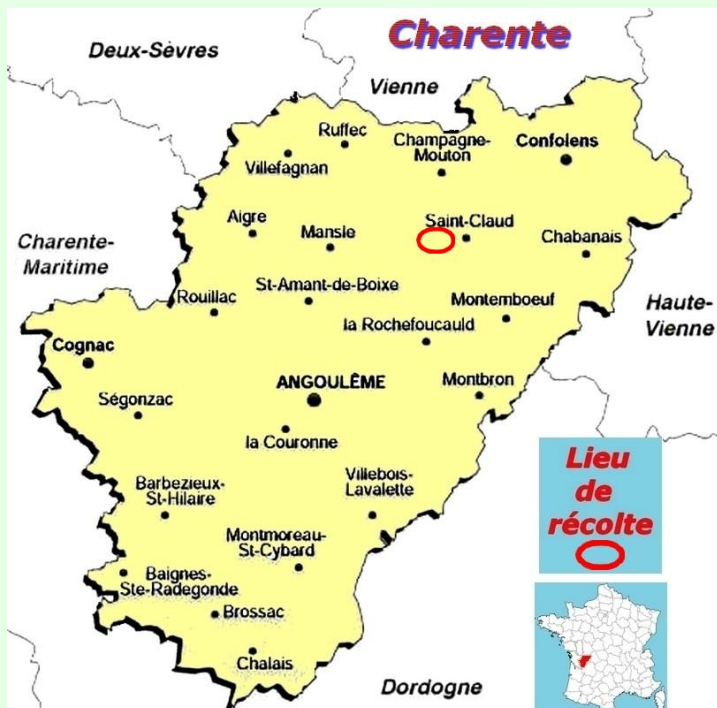 Charente
Deux-Sèvres
Vienne
Ruffec
Champagne-
Mouton
Confolens
Villefagnan
Aigre
Mansle
Saint-Claud
Chabanais
Charente-
Maritime
Rouillac
St-Amant-de-Boixe
Montemboeuf
Haute-
Vienne
la Rochefoucauld
Cognac
ANGOULÊME
Montbron
Ségonzac
la Couronne
Barbezieux-
St-Hilaire
Villebois-
Lavalette
Lieu
de
récolte
Montmoreau-
St-Cybard
Baignes-
Ste-Radegonde
Brossac
Chalais
Dordogne